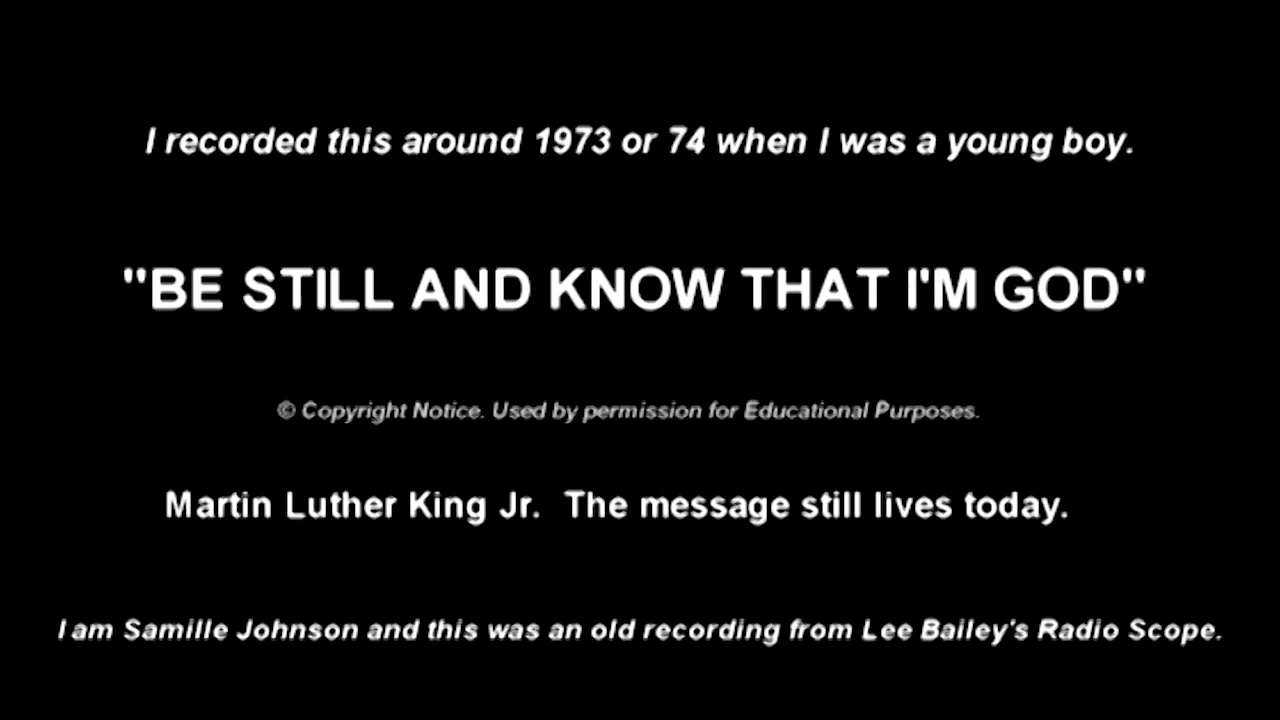 I recorded this around 1973 or 74 when I was a young boy.
"BE STILL AND KNOW THAT I'M GOD"
© Copyright Notice. Used by permission for Educational Purposes.
Martin Luther King Jr. The message still lives today.
I am Samille Johnson and this was an old recording from Lee Bailey's Radio Scope.